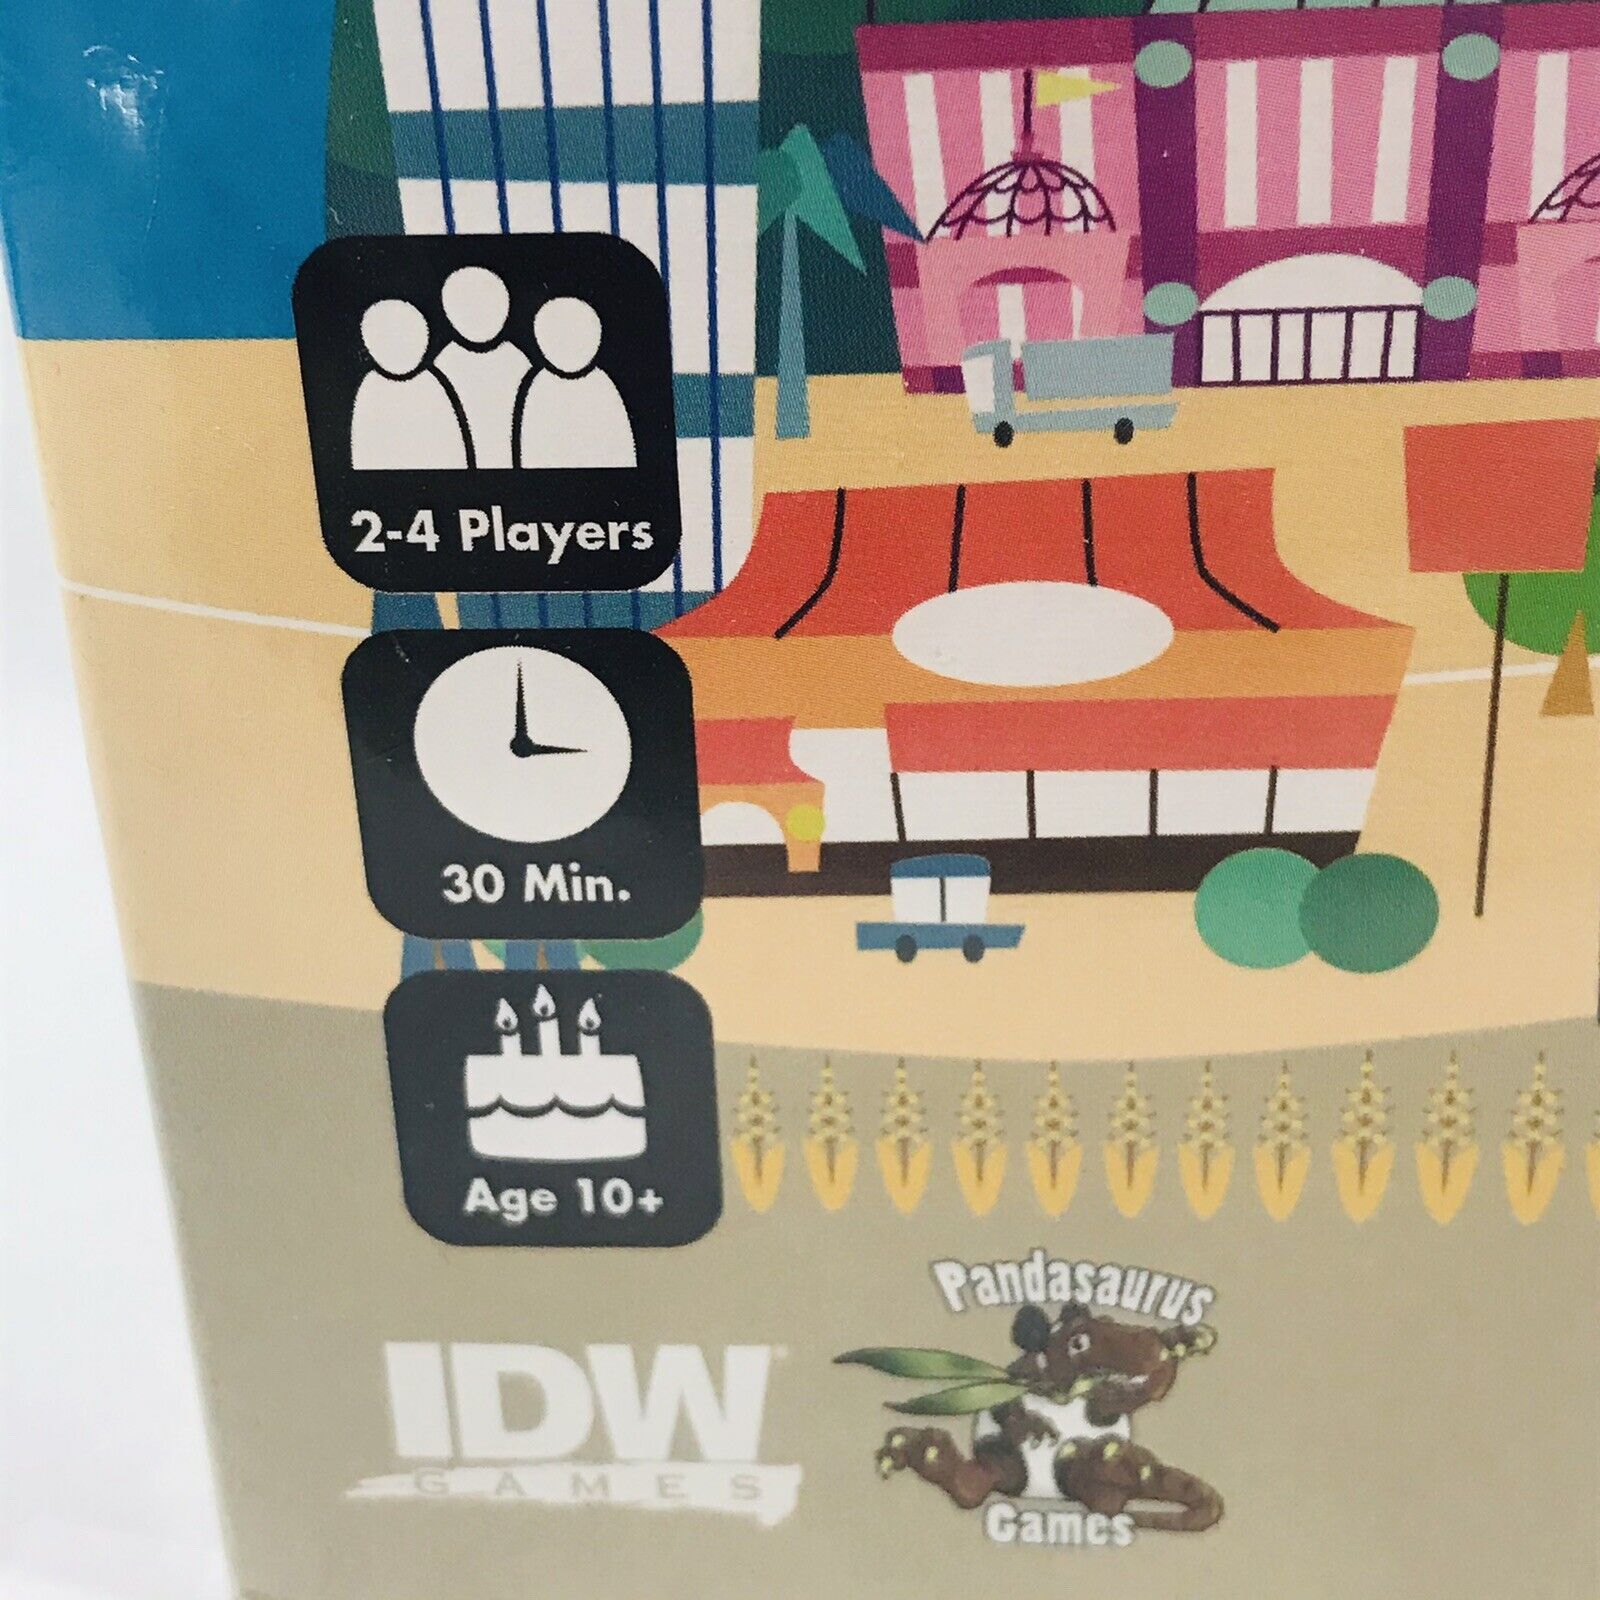 2-4 Players
30 Min.
Age 10+
IDW
GAMES
Pandasaurus
Games